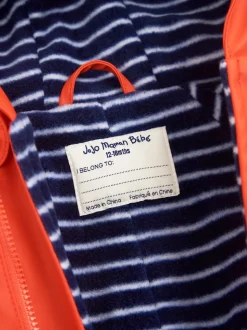 JoJo Maman Bébé
12-18mths
I BELONG TO:
Made in China Fabriqué en Chine